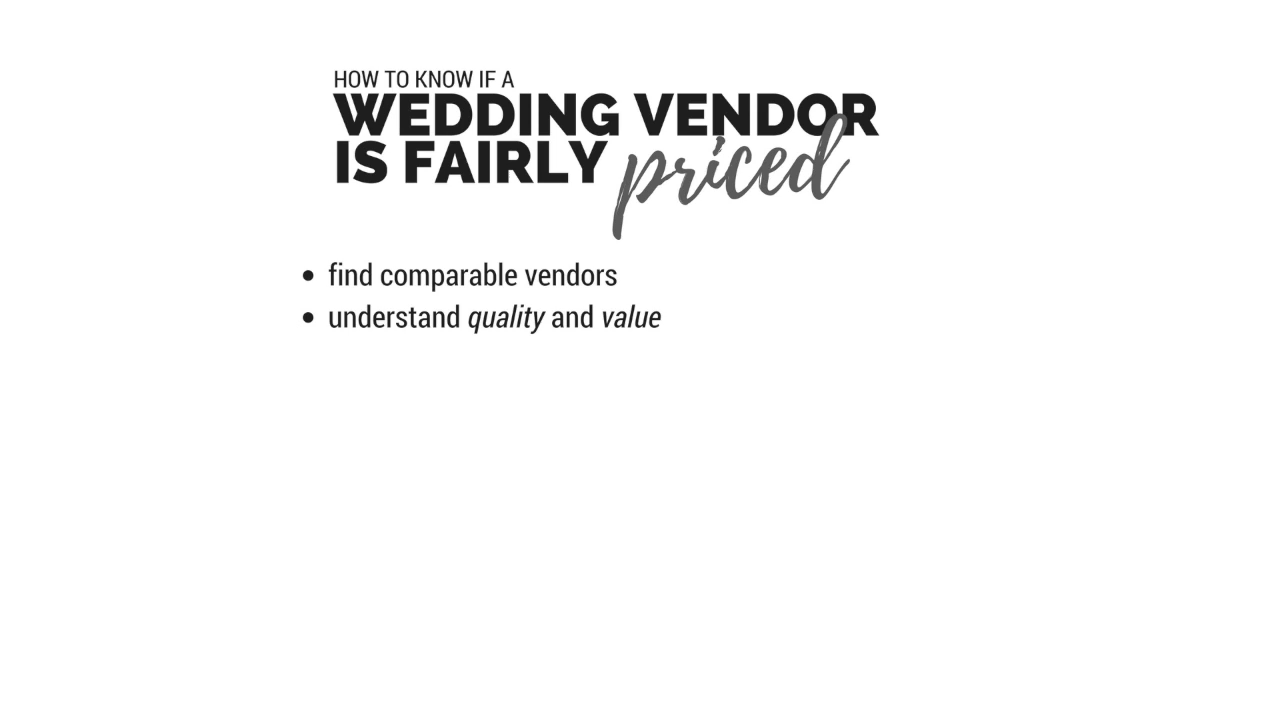 HOW TO KNOW IF A
WEDDING VENDOR
IS FAIRLY priced
• find comparable vendors
• understand quality and value